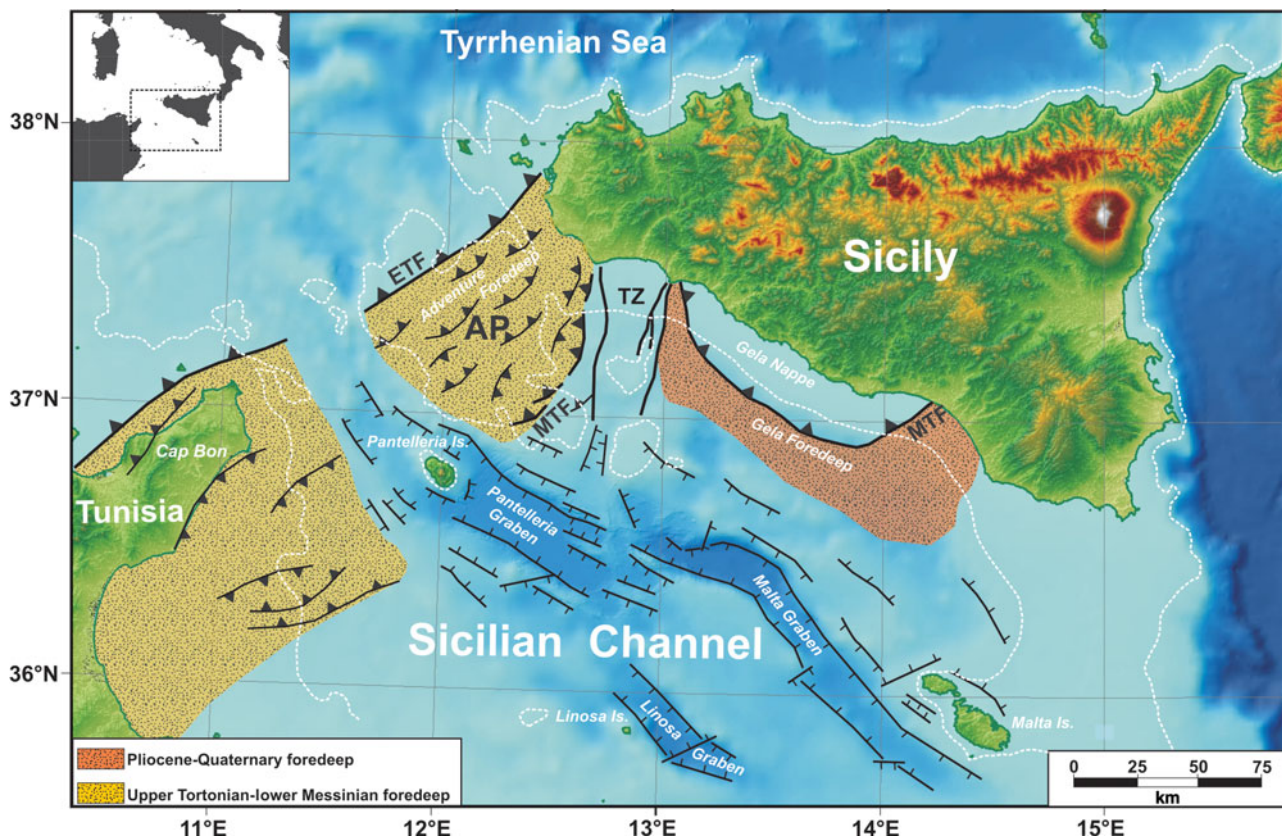 Tyrrhenian Sea
38°N
37°N
36°N
Sicily
ETF
Adventure
Foredeep
AP
TZ
MTF
Gela Nappe
Gela Foredeep
MTF
Cap Bon
Tunisia
Pantelleria Is.
Pantelleria
Graben
Malta Graben
Sicilian Channel
Linosa Is.
Linosa
Graben
Malta Is.
Pliocene-Quaternary foredeep
Upper Tortonian-lower Messinian foredeep
0 25 50 75
km
11°E 12°E 13°E 14°E 15°E